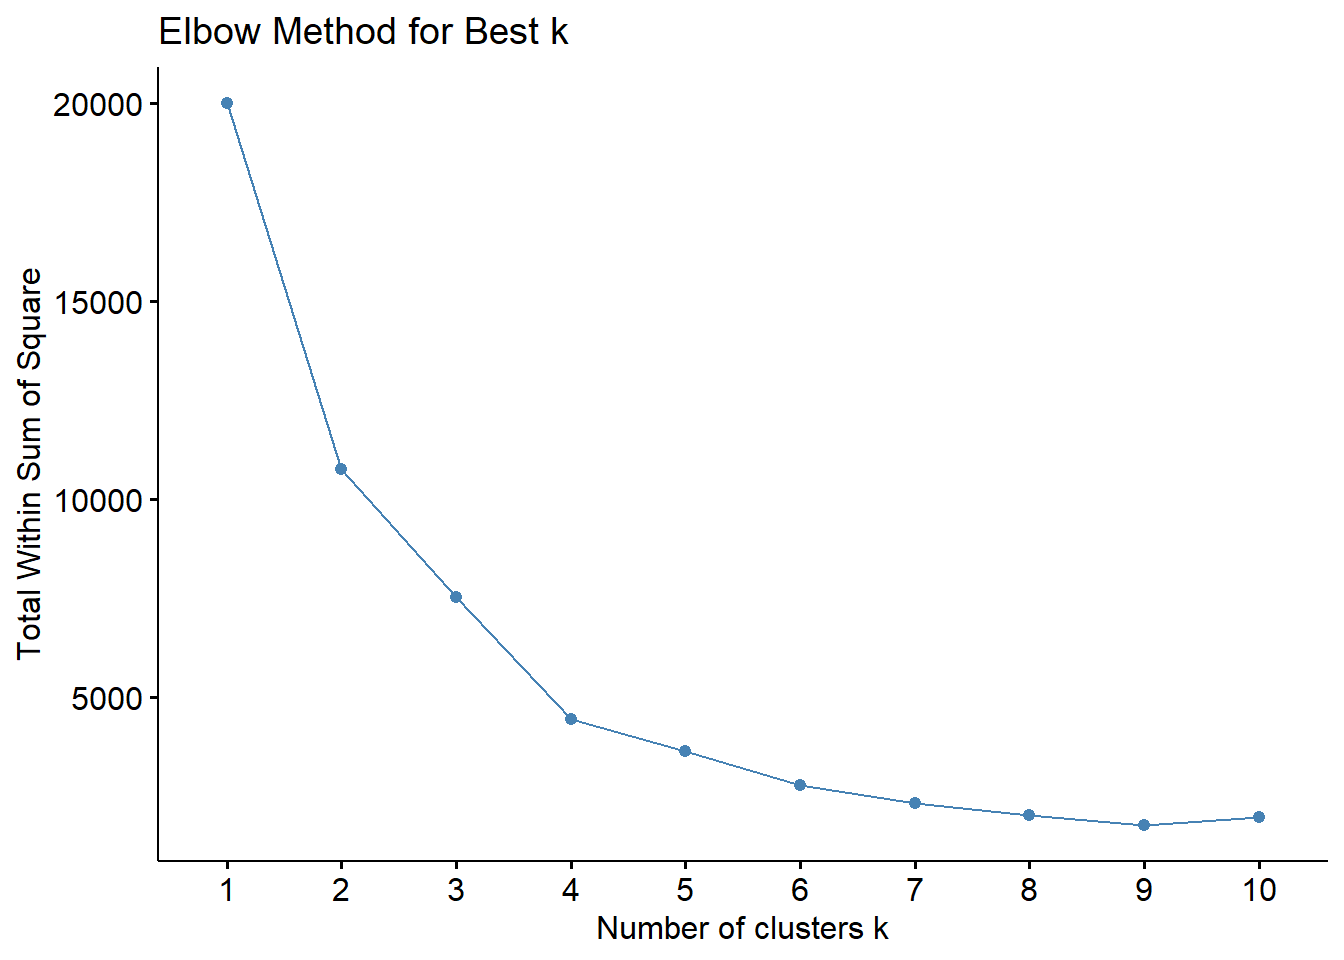 Elbow Method for Best k
Total Within Sum of Square
20000
15000
10000
5000
1 2 3 4 5 6 7 8 9 10
Number of clusters k